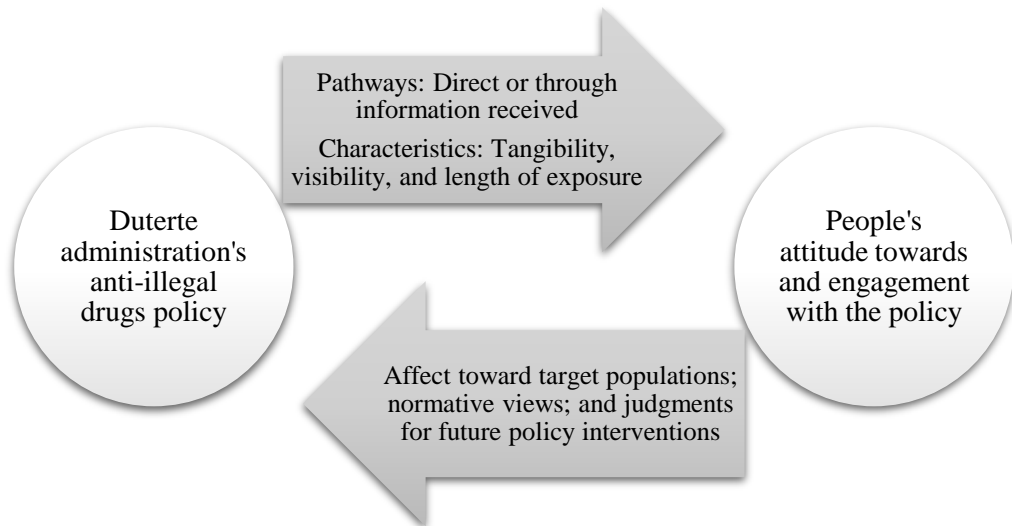 Pathways: Direct or through
information received
Characteristics: Tangibility,
visibility, and length of exposure
Duterte
administration's
anti-illegal
drugs policy
People's
attitude towards
and engagement
with the policy
Affect toward target populations;
normative views; and judgments
for future policy interventions